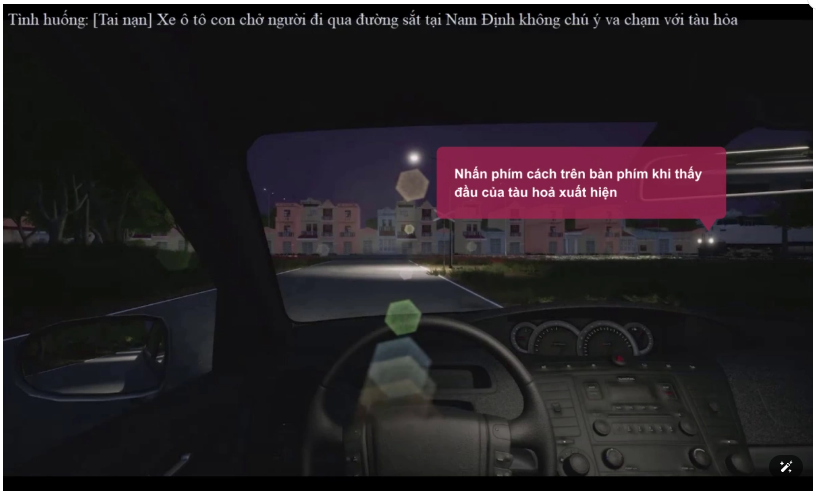 Tình huống: [Tai nạn] Xe ô tô con chở người đi qua đường sắt tại Nam Định không chú ý va chạm với tàu hỏa
Nhấn phím cách trên bàn phím khi thấy
đầu của tàu hoả xuất hiện